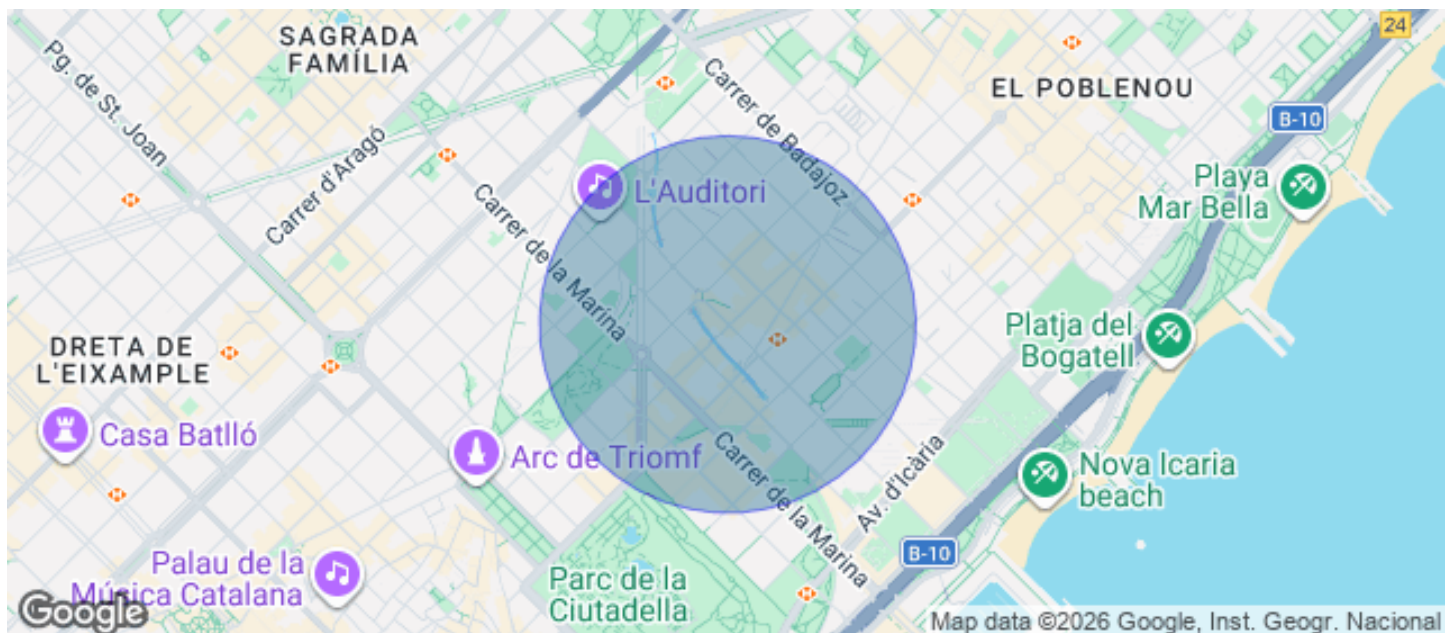 SAGRADA
FAMÍLIA
Pg. de St. Joan
Carrer d'Aragó
Carrer de la Marina
Carrer de Badajoz
EL POBLENOU
24
B-10
Playa
Mar Bella
L'Auditori
DRETA DE
L'EIXAMPLE
Casa Batlló
Arc de Triomf
Platja del
Bogatell
Nova Icaria
beach
Av. d'Icària
Carrer de la Marina
B-10
Palau de la
Música Catalana
Parc de la
Ciutadella
Google
Map data ©2026 Google, Inst. Geogr. Nacional